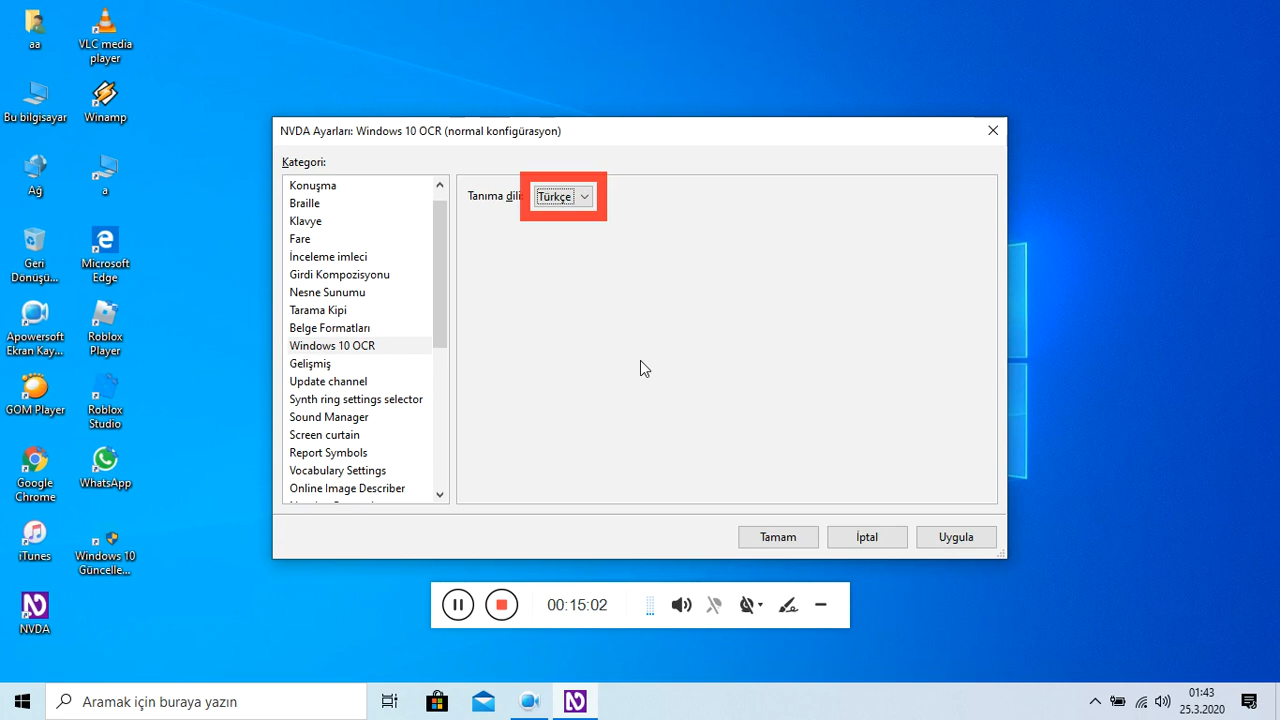 aa
VLC media
player
Bu bilgisayar
Winamp
Ağ
a
Geri
Dönüşü...
Microsoft
Edge
Apowersoft
Ekran Kay...
Roblox
Player
GOM Player
Roblox
Studio
Google
Chrome
WhatsApp
iTunes
Windows 10
Güncelle...
NVDA
NVDA Ayarları: Windows 10 OCR (normal konfigürasyon)
Kategori:
Konuşma
Braille
Klavye
Fare
İnceleme imleci
Girdi Kompozisyonu
Nesne Sunumu
Tarama Kipi
Belge Formatları
Windows 10 OCR
Gelişmiş
Update channel
Synth ring settings selector
Sound Manager
Screen curtain
Report Symbols
Vocabulary Settings
Online Image Describer
Tanıma dili: Türkçe
Tamam
İptal
Uygula
00:15:02
Aramak için buraya yazın
01:43
25.3.2020